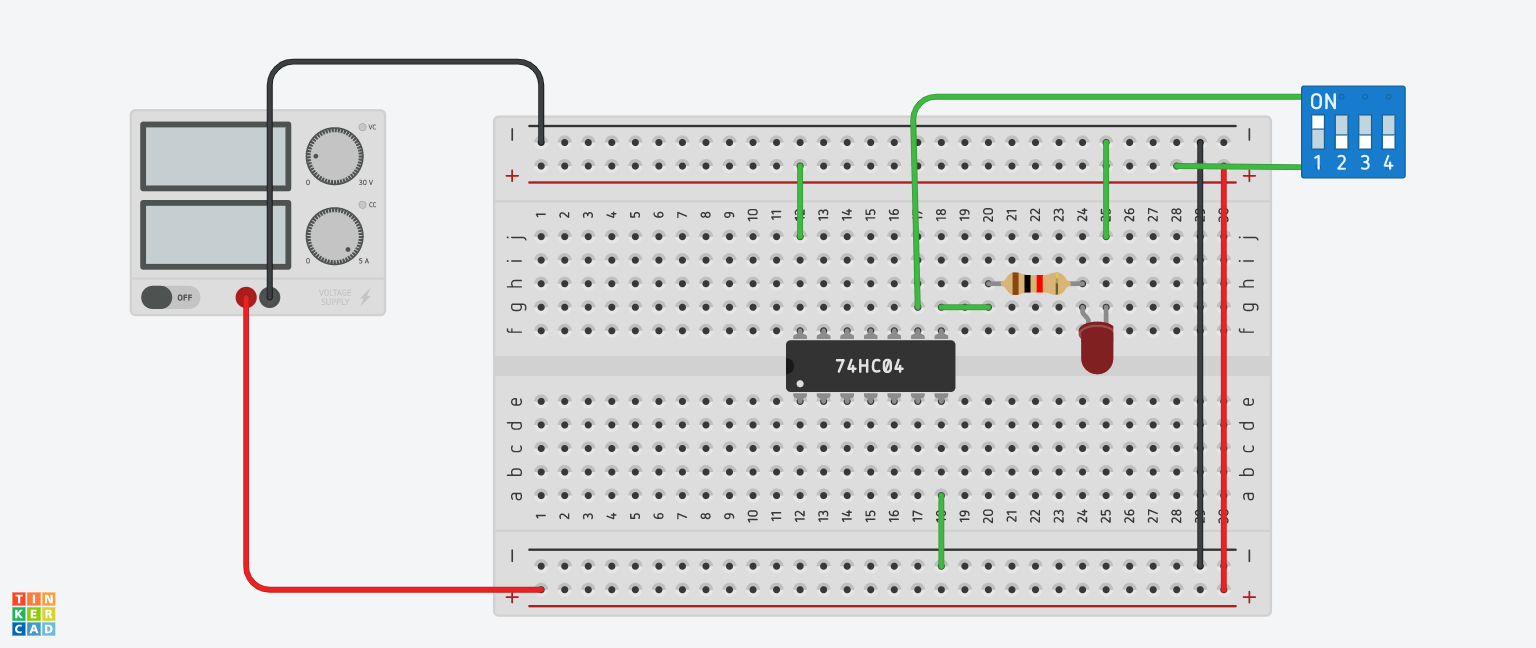 ON
1 2 3 4
VC
0 30 V
CC
0 5 A
OFF
VOLTAGE
SUPPLY
− −
+ +
1 2 3 4 5 6 7 8 9 10 11 12 13 14 15 16 17 18 19 20 21 22 23 24 25 26 27 28 29 30
j j
i i
h h
g g
f f
74HC04
e e
d d
c c
b b
a a
1 2 3 4 5 6 7 8 9 10 11 12 13 14 15 16 17 18 19 20 21 22 23 24 25 26 27 28 29 30
− −
+ +
TIN
KER
CAD